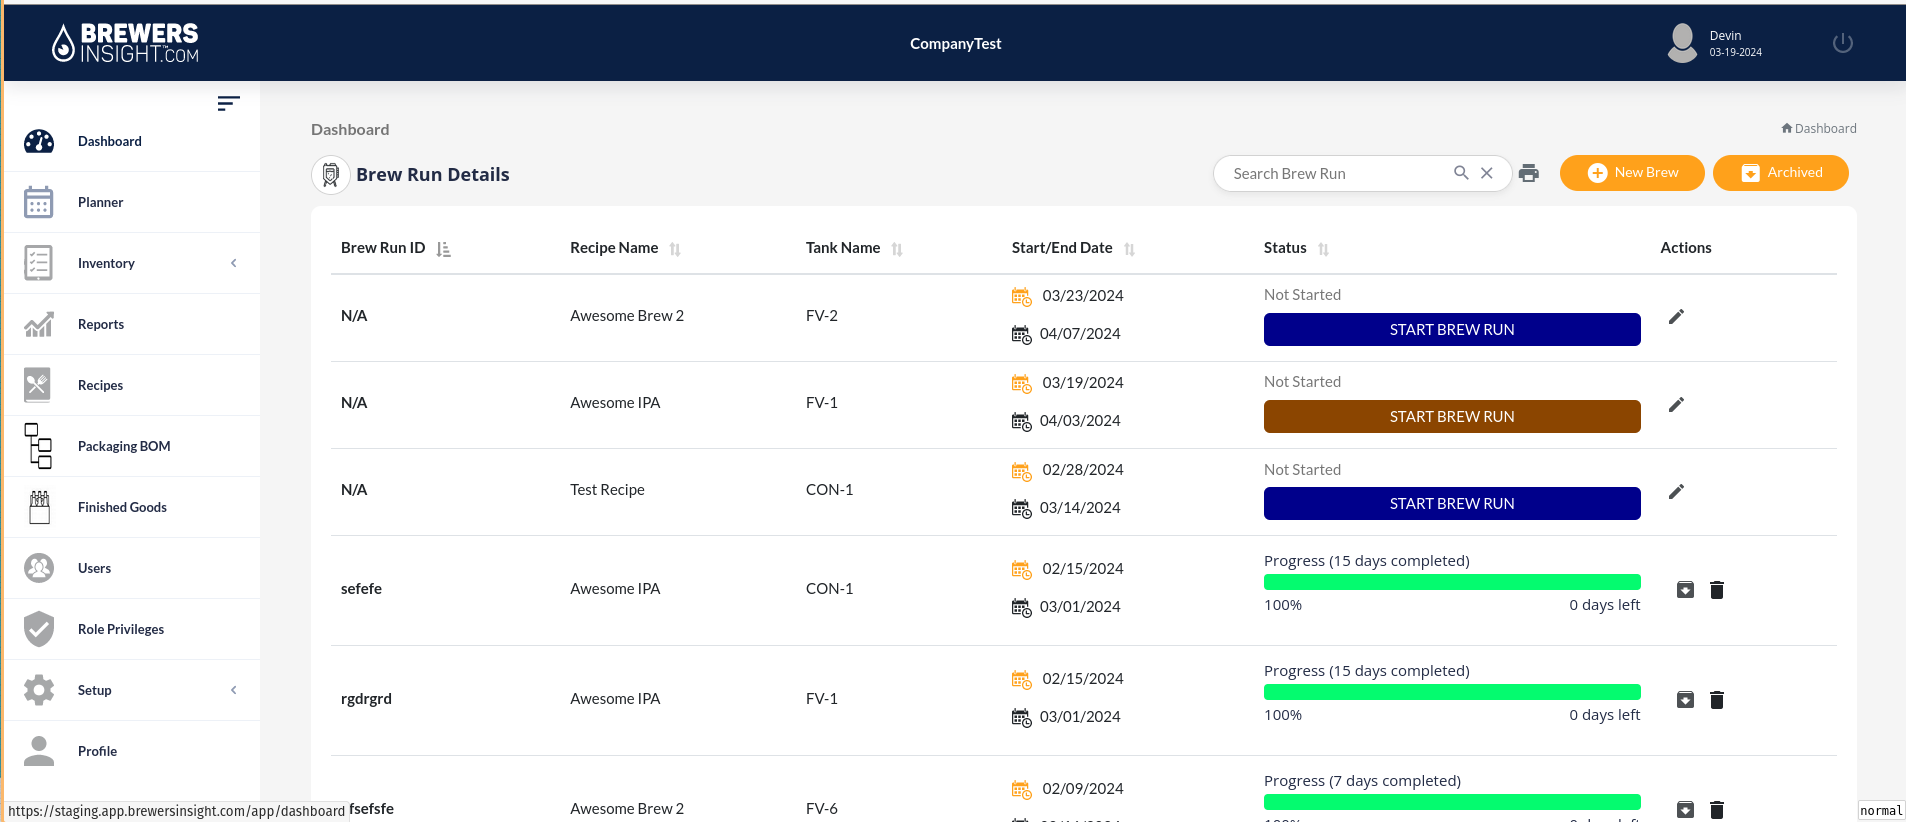 BREWERS
INSIGHT.COM
CompanyTest
Devin
03-19-2024
Dashboard
Planner
Inventory
Reports
Recipes
Packaging BOM
Finished Goods
Users
Role Privileges
Setup
Profile
Dashboard
Dashboard
Brew Run Details
Search Brew Run
New Brew
Archived
Brew Run ID Recipe Name Tank Name Start/End Date Status Actions
N/A Awesome Brew 2 FV-2 03/23/2024 Not Started
04/07/2024 START BREW RUN
N/A Awesome IPA FV-1 03/19/2024 Not Started
04/03/2024 START BREW RUN
N/A Test Recipe CON-1 02/28/2024 Not Started
03/14/2024 START BREW RUN
sefefe Awesome IPA CON-1 02/15/2024 Progress (15 days completed)
03/01/2024 100% 0 days left
rgdrgrd Awesome IPA FV-1 02/15/2024 Progress (15 days completed)
03/01/2024 100% 0 days left
fsefsfe Awesome Brew 2 FV-6 02/09/2024 Progress (7 days completed)
https://staging.app.brewersinsight.com/app/dashboard
normal